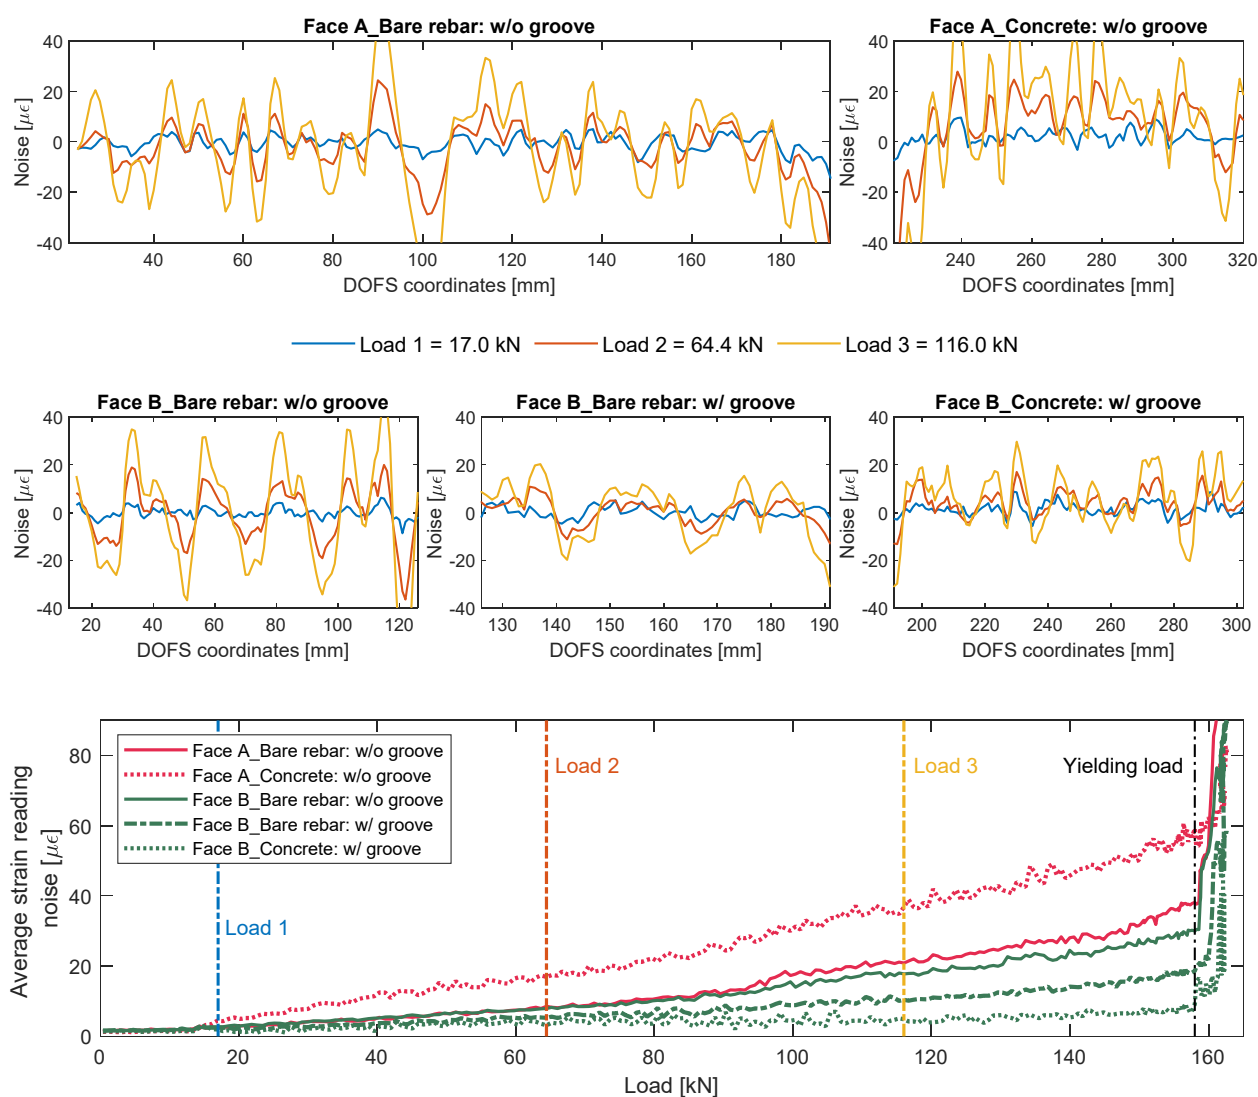 Face A_Bare rebar: w/o groove
Face A_Concrete: w/o groove
40
20
0
-20
-40
Noise [με]
40 60 80 100 120 140 160 180
DOFS coordinates [mm]
40
20
0
-20
-40
Noise [με]
240 260 280 300 320
DOFS coordinates [mm]
Load 1 = 17.0 kN Load 2 = 64.4 kN Load 3 = 116.0 kN
Face B_Bare rebar: w/o groove
Face B_Bare rebar: w/ groove
Face B_Concrete: w/ groove
40
20
0
-20
-40
Noise [με]
20 40 60 80 100 120
DOFS coordinates [mm]
40
20
0
-20
-40
Noise [με]
130 140 150 160 170 180 190
DOFS coordinates [mm]
40
20
0
-20
-40
Noise [με]
200 220 240 260 280 300
DOFS coordinates [mm]
Average strain reading
noise [με]
80
60
40
20
0
Face A_Bare rebar: w/o groove
Face A_Concrete: w/o groove
Face B_Bare rebar: w/o groove
Face B_Bare rebar: w/ groove
Face B_Concrete: w/ groove
Load 1
Load 2
Load 3
Yielding load
0 20 40 60 80 100 120 140 160
Load [kN]